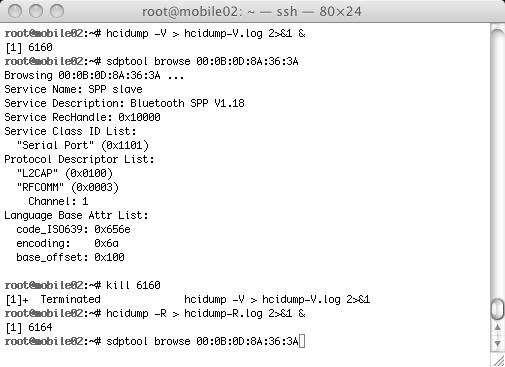 root@mobile02: ~ — ssh — 80×24
root@mobile02:~# hcidump -V > hcidump-V.log 2>&1 &
[1] 6160
root@mobile02:~# sdptool browse 00:0B:0D:8A:36:3A
Browsing 00:0B:0D:8A:36:3A ...
Service Name: SPP slave
Service Description: Bluetooth SPP V1.18
Service RecHandle: 0x10000
Service Class ID List:
  "Serial Port" (0x1101)
Protocol Descriptor List:
  "L2CAP" (0x0100)
  "RFCOMM" (0x0003)
    Channel: 1
Language Base Attr List:
  code_ISO639: 0x656e
  encoding:    0x6a
  base_offset: 0x100
root@mobile02:~# kill 6160
[1]+  Terminated              hcidump -V > hcidump-V.log 2>&1
root@mobile02:~# hcidump -R > hcidump-R.log 2>&1 &
[1] 6164
root@mobile02:~# sdptool browse 00:0B:0D:8A:36:3A